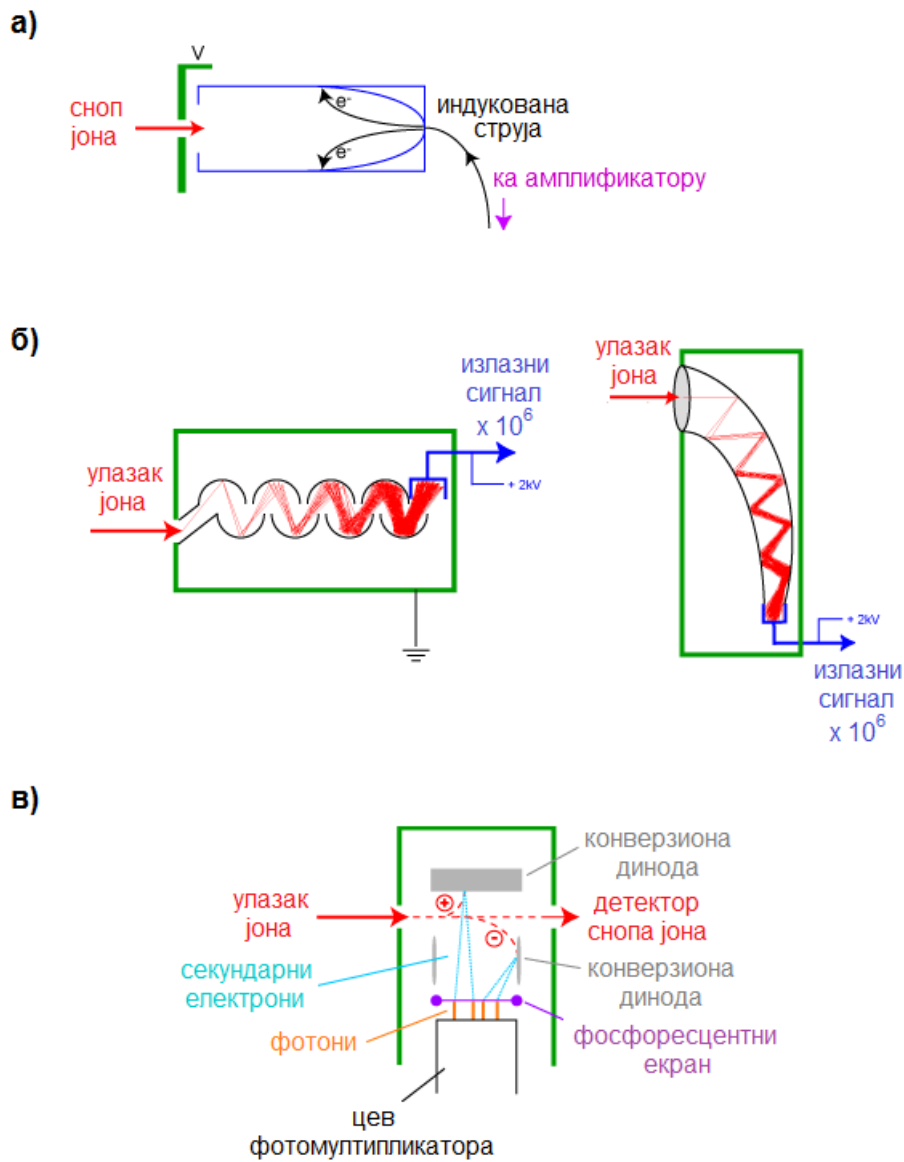 а)
V
сноп
јона
e-
e-
индукована
струја
ка амплификатору
б)
улазак
јона
излазни
сигнал
x 10⁶
+ 2kV
улазак
јона
+ 2kV
излазни
сигнал
x 10⁶
в)
конверзиона
динода
улазак
јона
+
-
детектор
снопа јона
секундарни
електрони
конверзиона
динода
фотони
фосфоресцентни
екран
цев
фотомултипликатора